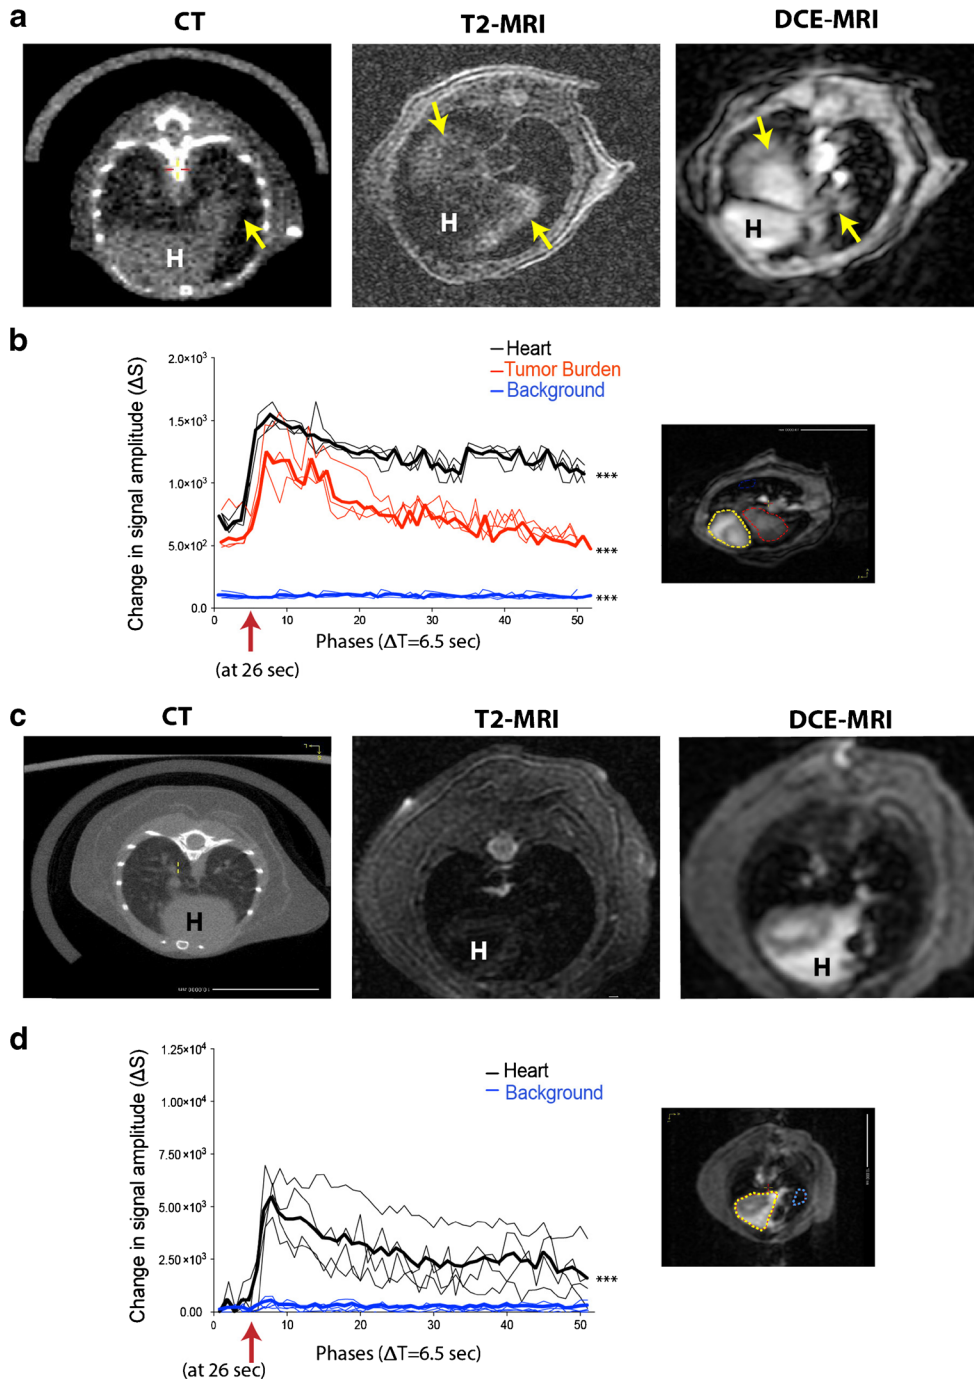 a
CT
T2-MRI
DCE-MRI
H
H
H
b
Change in signal amplitude (ΔS)
2.0×10³
1.5×10³
1.0×10³
5.0×10²
0.0
Heart
Tumor Burden
Background
***
***
***
10
20
30
40
50
Phases (ΔT=6.5 sec)
(at 26 sec)
c
CT
T2-MRI
DCE-MRI
H
H
H
d
Change in signal amplitude (ΔS)
1.25×10⁴
1.00×10⁴
7.50×10³
5.00×10³
2.50×10³
0.00
Heart
Background
***
10
20
30
40
50
Phases (ΔT=6.5 sec)
(at 26 sec)